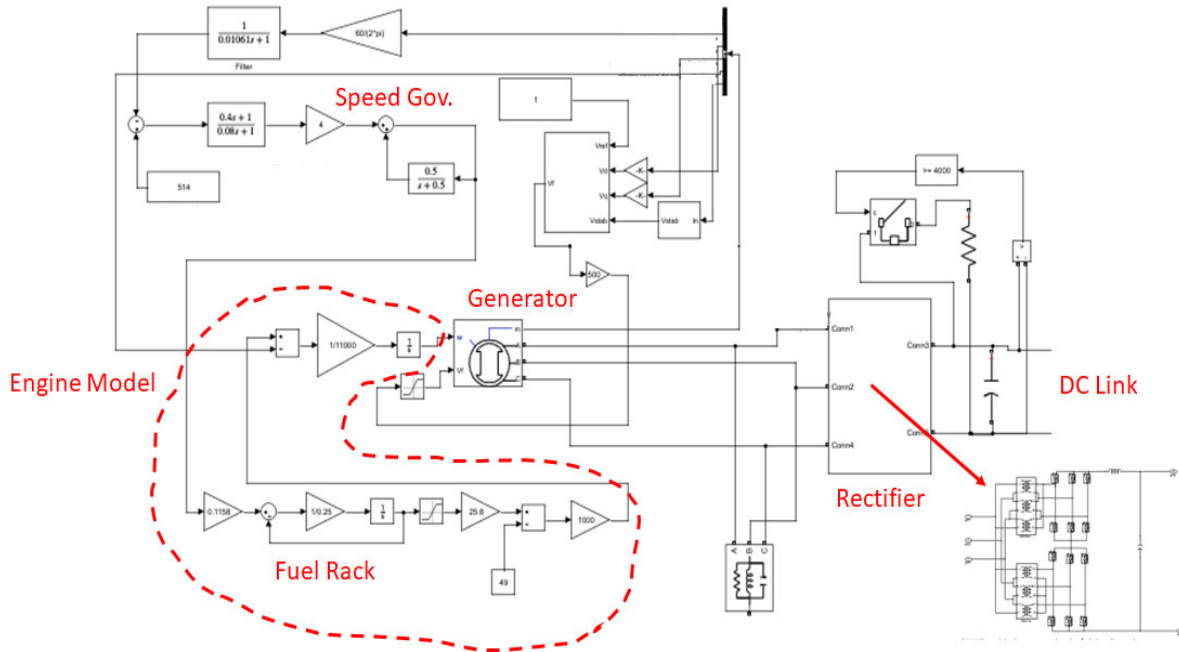 1
0.01061s + 1
Filter
60/(2*pi)
Speed Gov.
1
0.4s + 1
0.08s + 1
4
514
0.5
s + 0.5
Vref
Vd
Vq
Vstab
Vf
-K-
-K-
Vstab
In
>= 4000
c
1
2
v
500
Generator
1/11000
1
s
w
Vf
m
A
B
C
Conn1
Conn2
Conn4
Conn3
DC Link
Engine Model
Rectifier
0.1158
1/0.25
1
s
25.8
1000
49
Fuel Rack
A
B
C